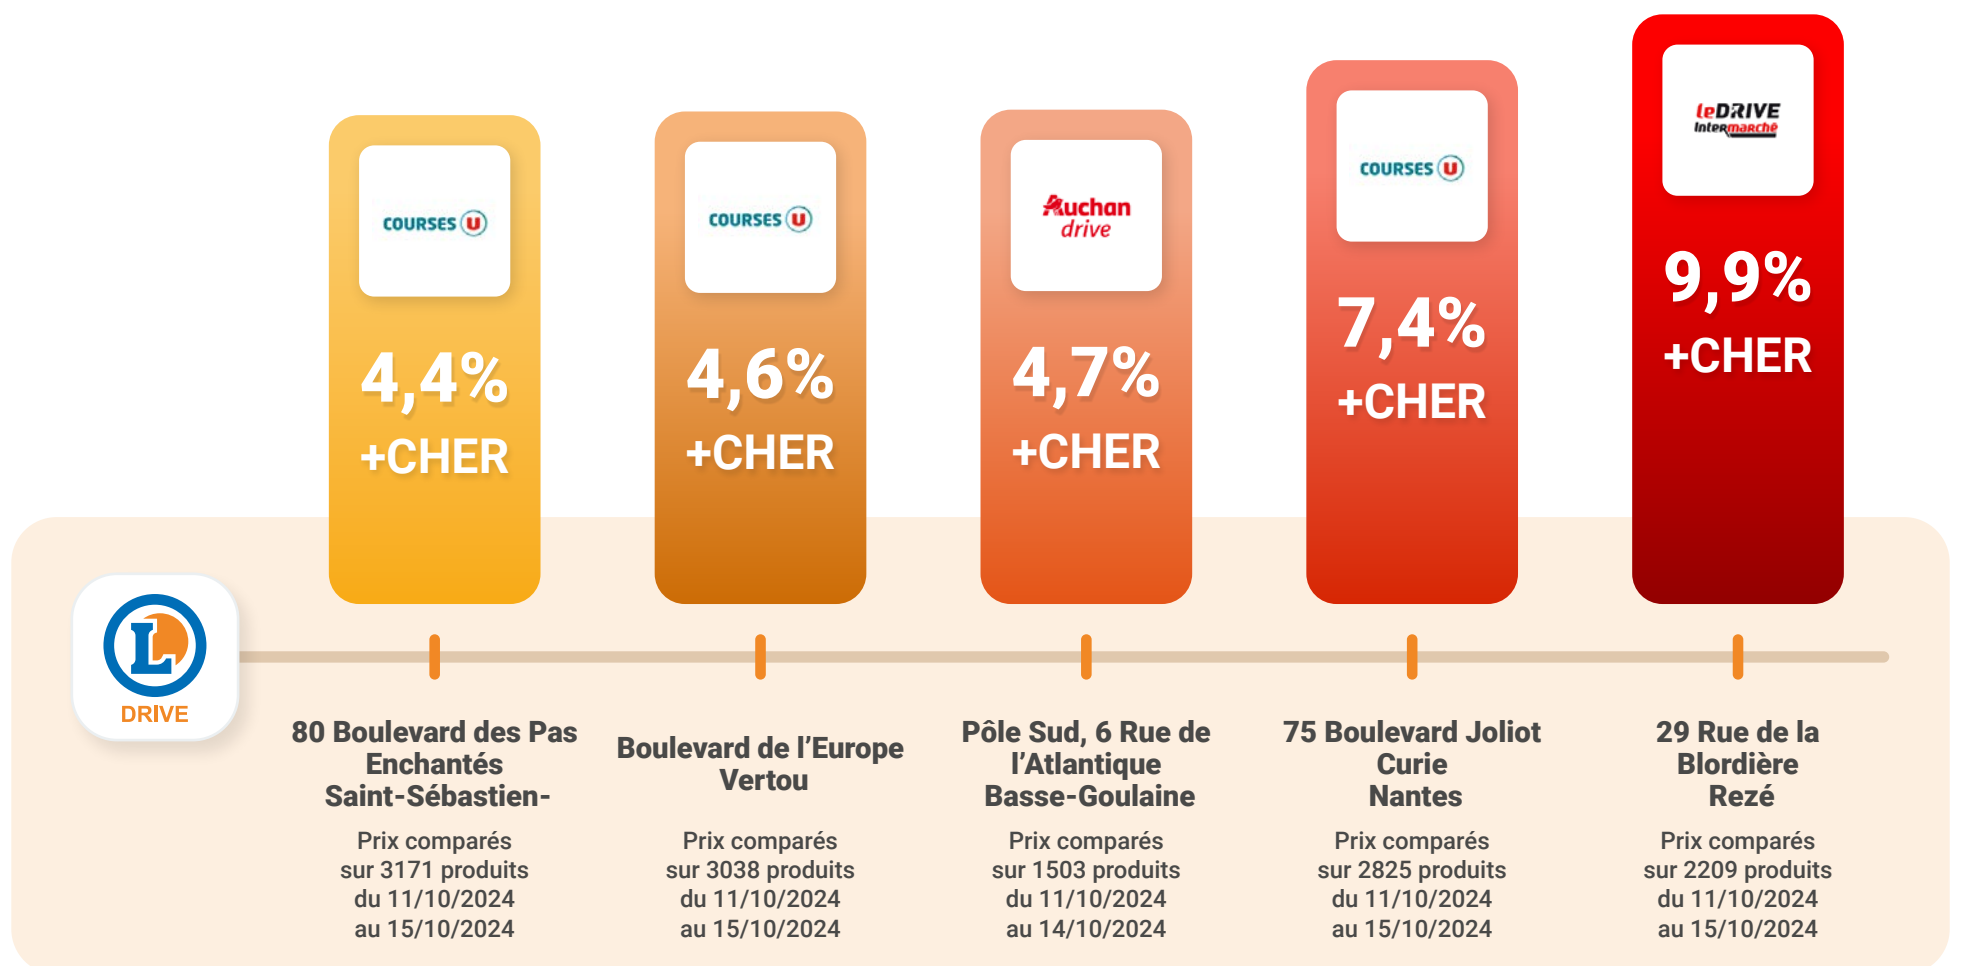 COURSES U
4,4%
+CHER
COURSES U
4,6%
+CHER
Auchan
drive
4,7%
+CHER
COURSES U
7,4%
+CHER
leDRIVE
Intermarché
9,9%
+CHER
L
DRIVE
80 Boulevard des Pas
Enchantés
Saint-Sébastien-
Prix comparés
sur 3171 produits
du 11/10/2024
au 15/10/2024
Boulevard de l’Europe
Vertou
Prix comparés
sur 3038 produits
du 11/10/2024
au 15/10/2024
Pôle Sud, 6 Rue de
l’Atlantique
Basse-Goulaine
Prix comparés
sur 1503 produits
du 11/10/2024
au 14/10/2024
75 Boulevard Joliot
Curie
Nantes
Prix comparés
sur 2825 produits
du 11/10/2024
au 15/10/2024
29 Rue de la
Blordière
Rezé
Prix comparés
sur 2209 produits
du 11/10/2024
au 15/10/2024